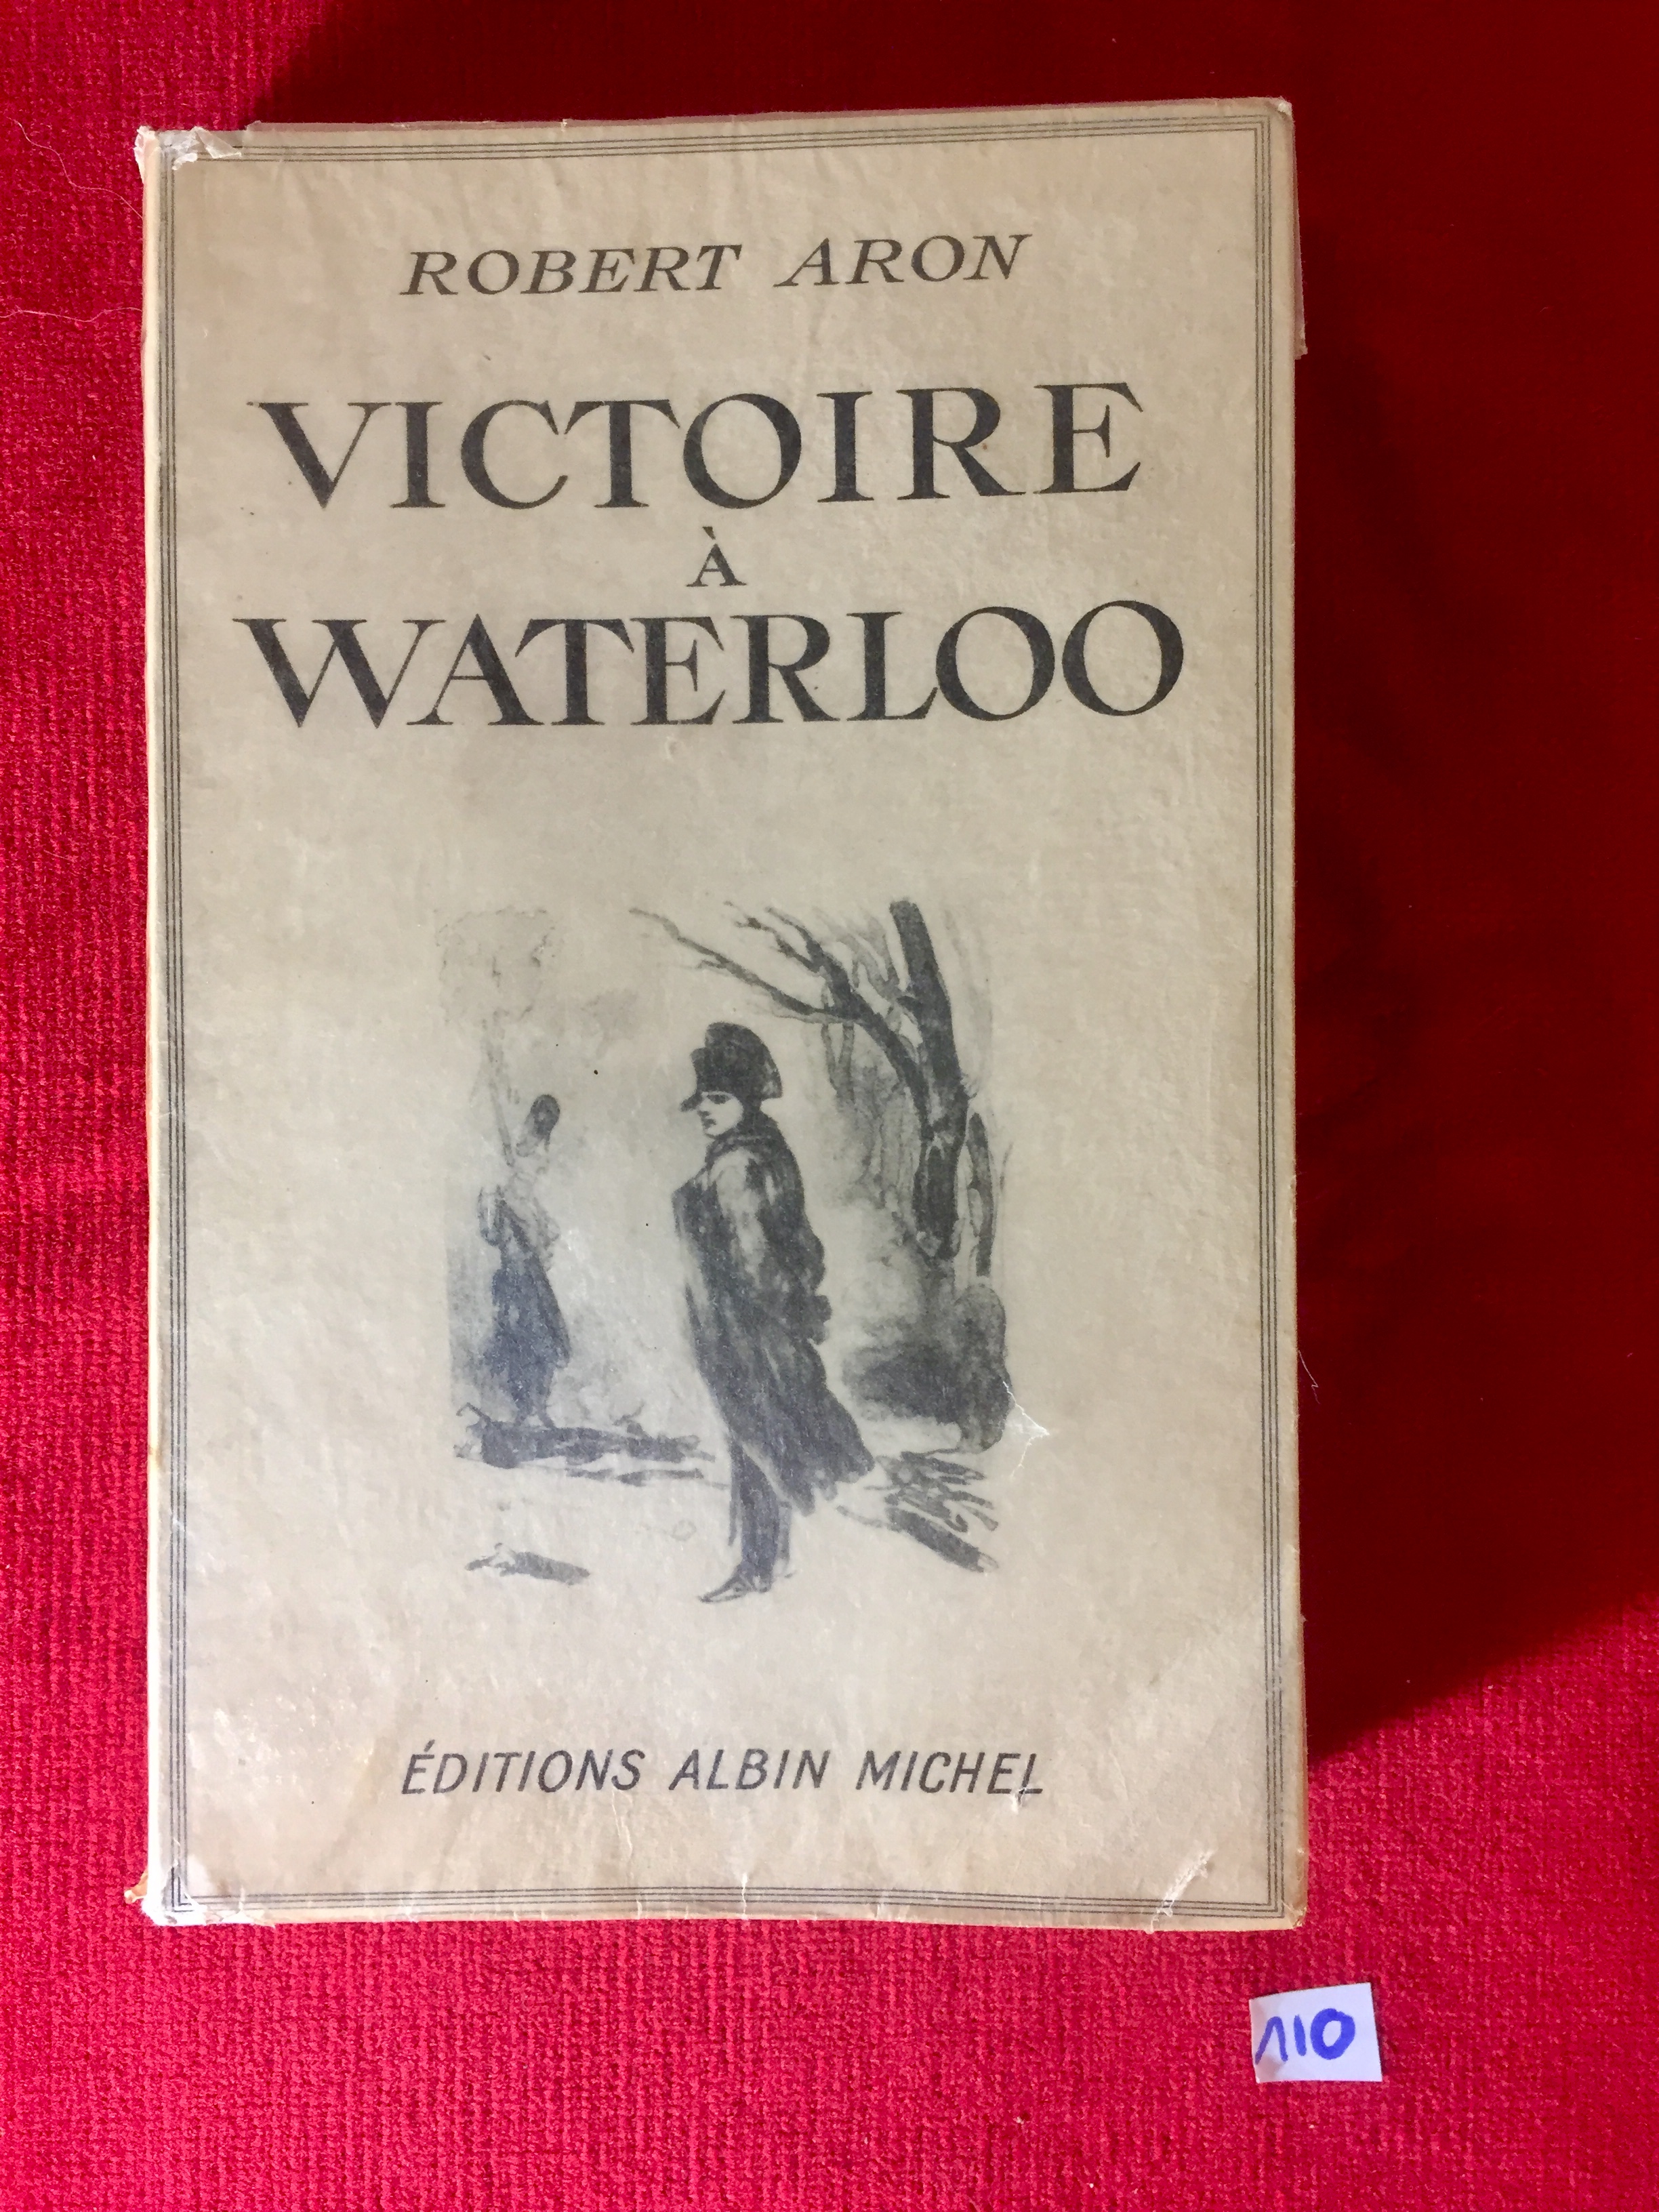 ROBERT ARON
VICTOIRE
À
WATERLOO
ÉDITIONS ALBIN MICHEL
110